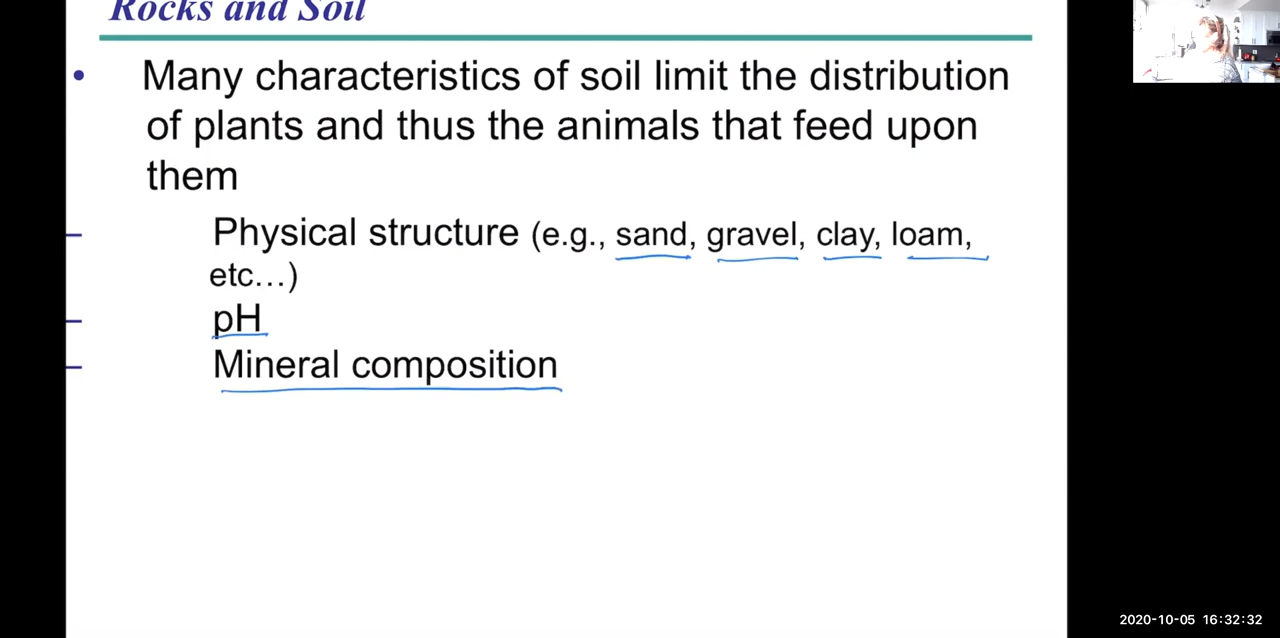 Rocks and Soil
• Many characteristics of soil limit the distribution
of plants and thus the animals that feed upon
them
– Physical structure (e.g., sand, gravel, clay, loam,
etc...)
– pH
– Mineral composition
2020-10-05 16:32:32